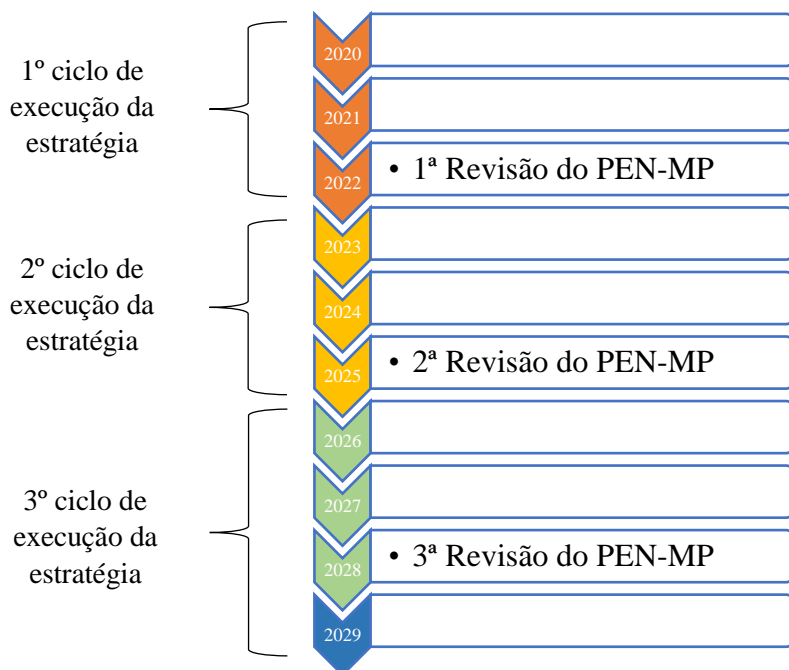 1º ciclo de
execução da
estratégia
2020
2021
2022
• 1ª Revisão do PEN-MP
2º ciclo de
execução da
estratégia
2023
2024
2025
• 2ª Revisão do PEN-MP
3º ciclo de
execução da
estratégia
2026
2027
2028
• 3ª Revisão do PEN-MP
2029